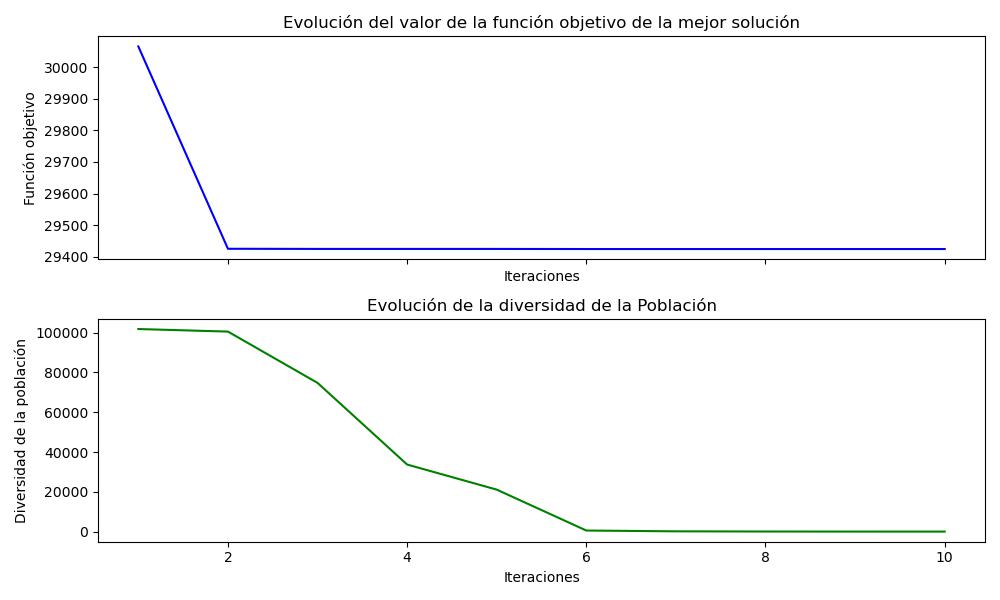 Evolución del valor de la función objetivo de la mejor solución
30000
29900
29800
29700
29600
29500
29400
Función objetivo
Iteraciones
Evolución de la diversidad de la Población
100000
80000
60000
40000
20000
0
Diversidad de la población
2 4 6 8 10
Iteraciones